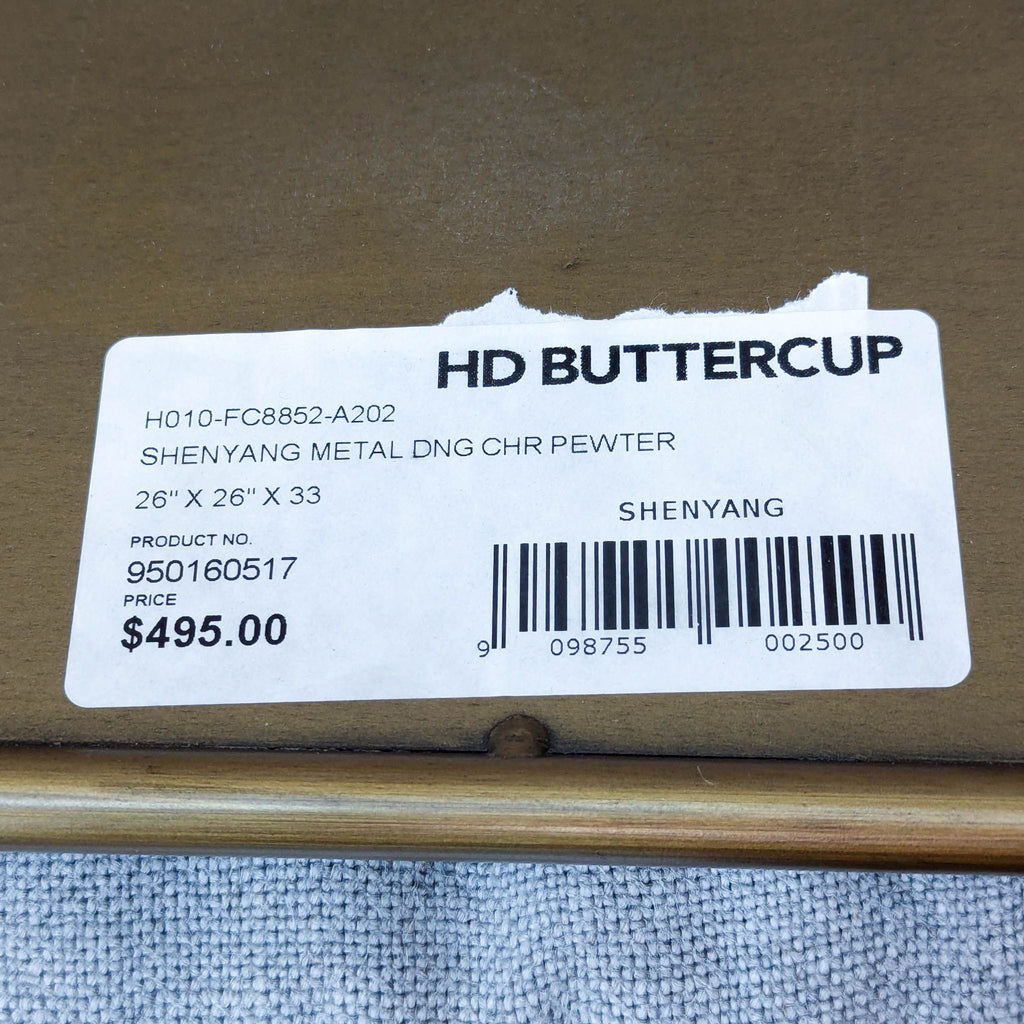 HD BUTTERCUP
H010-FC8852-A202
SHENYANG METAL DNG CHR PEWTER
26" X 26" X 33
SHENYANG
PRODUCT NO.
950160517
PRICE
$495.00
9 098755 002500